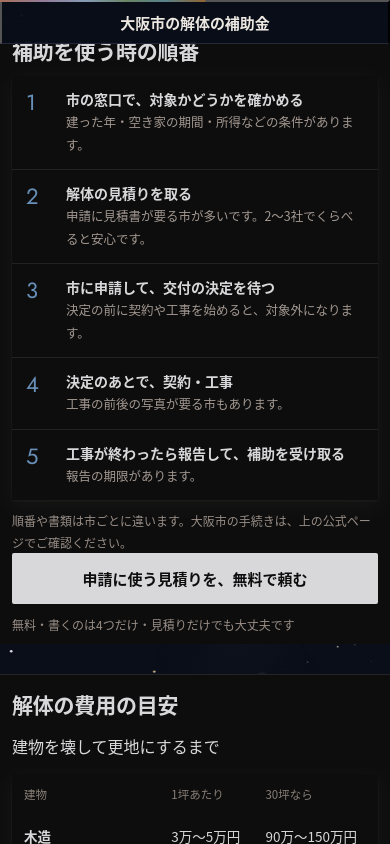 大阪市の解体の補助金
補助を使う時の順番
1
市の窓口で、対象かどうかを確かめる
建った年・空き家の期間・所得などの条件がありま
す。
2
解体の見積りを取る
申請に見積書が要る市が多いです。2〜3社でくらべ
ると安心です。
3
市に申請して、交付の決定を待つ
決定の前に契約や工事を始めると、対象外になりま
す。
4
決定のあとで、契約・工事
工事の前後の写真が要る市もあります。
5
工事が終わったら報告して、補助を受け取る
報告の期限があります。
順番や書類は市ごとに違います。大阪市の手続きは、上の公式ペー
ジでご確認ください。
申請に使う見積りを、無料で頼む
無料・書くのは4つだけ・見積りだけでも大丈夫です
解体の費用の目安
建物を壊して更地にするまで
建物 1坪あたり 30坪なら
木造 3万〜5万円 90万〜150万円